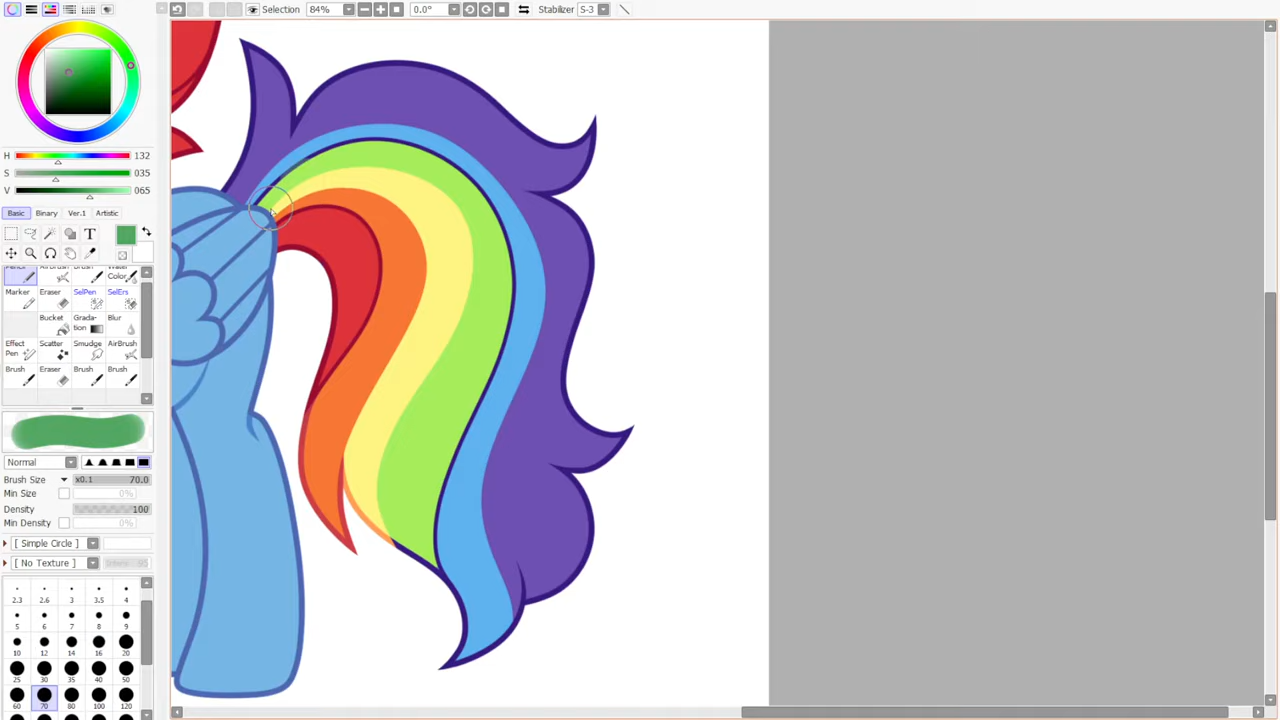 Selection 84% 0.0° Stabilizer S-3
H 132
S 035
V 065
Basic Binary Ver.1 Artistic
T
AirBrush Brush Water Color
Marker Eraser SelPen SelErs
Bucket Grada-tion Blur
Effect Pen Scatter Smudge AirBrush
Brush Eraser Brush Brush
Normal
Brush Size x0.1 70.0
Min Size 0%
Density 100
Min Density 0%
[ Simple Circle ]
[ No Texture ]
2.3 2.6 3 3.5 4
5 6 7 8 9
10 12 14 16 20
25 30 35 40 50
60 70 80 100 120